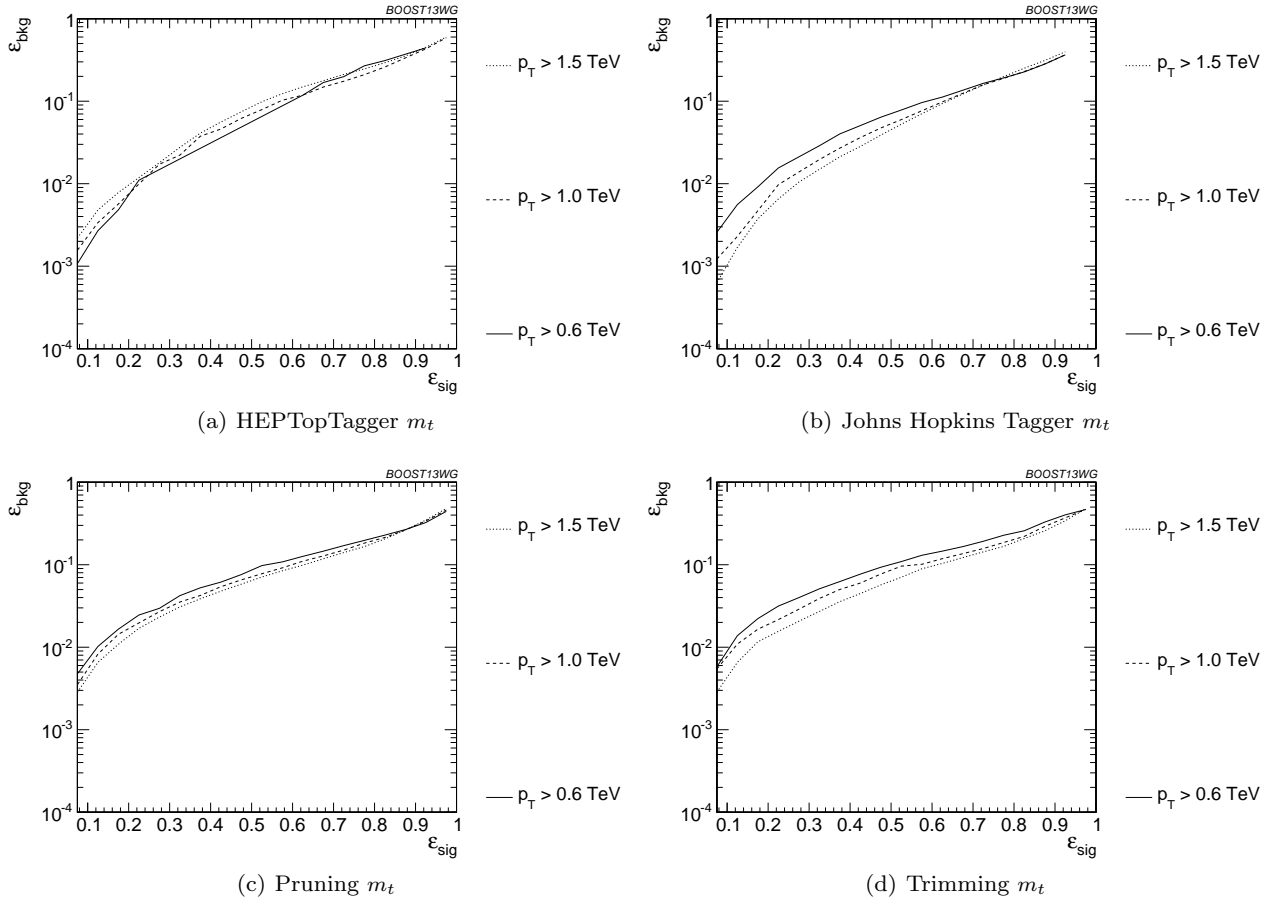 BOOST13WG
ε_bkg
1
10^-1
10^-2
10^-3
10^-4
0.1 0.2 0.3 0.4 0.5 0.6 0.7 0.8 0.9 1
ε_sig
p_T > 1.5 TeV
p_T > 1.0 TeV
p_T > 0.6 TeV
(a) HEPTopTagger m_t
BOOST13WG
ε_bkg
1
10^-1
10^-2
10^-3
10^-4
0.1 0.2 0.3 0.4 0.5 0.6 0.7 0.8 0.9 1
ε_sig
p_T > 1.5 TeV
p_T > 1.0 TeV
p_T > 0.6 TeV
(b) Johns Hopkins Tagger m_t
BOOST13WG
ε_bkg
1
10^-1
10^-2
10^-3
10^-4
0.1 0.2 0.3 0.4 0.5 0.6 0.7 0.8 0.9 1
ε_sig
p_T > 1.5 TeV
p_T > 1.0 TeV
p_T > 0.6 TeV
(c) Pruning m_t
BOOST13WG
ε_bkg
1
10^-1
10^-2
10^-3
10^-4
0.1 0.2 0.3 0.4 0.5 0.6 0.7 0.8 0.9 1
ε_sig
p_T > 1.5 TeV
p_T > 1.0 TeV
p_T > 0.6 TeV
(d) Trimming m_t